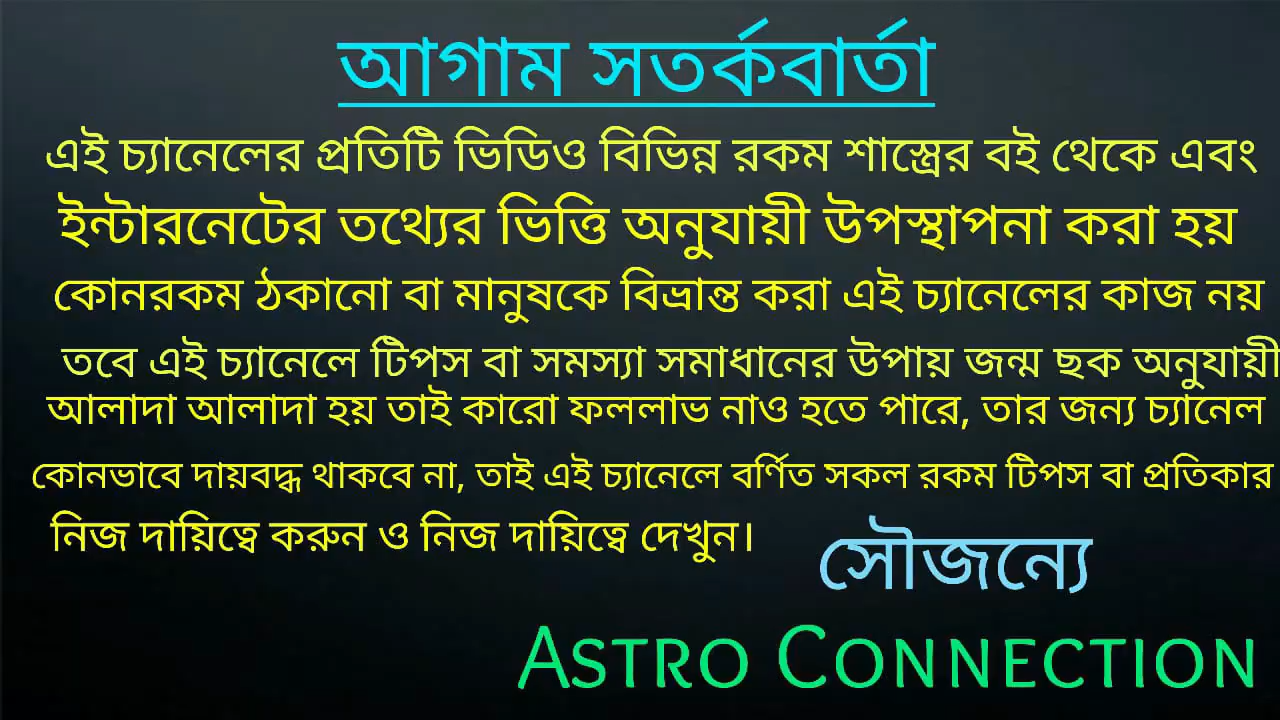 আগাম সতর্কবার্তা
এই চ্যানেলের প্রতিটি ভিডিও বিভিন্ন রকম শাস্ত্রের বই থেকে এবং
ইন্টারনেটের তথ্যের ভিত্তি অনুযায়ী উপস্থাপনা করা হয়
কোনরকম ঠকানো বা মানুষকে বিভ্রান্ত করা এই চ্যানেলের কাজ নয়
তবে এই চ্যানেলে টিপস বা সমস্যা সমাধানের উপায় জন্ম ছক অনুযায়ী
আলাদা আলাদা হয় তাই কারো ফললাভ নাও হতে পারে, তার জন্য চ্যানেল
কোনভাবে দায়বদ্ধ থাকবে না, তাই এই চ্যানেলে বর্ণিত সকল রকম টিপস বা প্রতিকার
নিজ দায়িত্বে করুন ও নিজ দায়িত্বে দেখুন।
সৌজন্যে
ASTRO CONNECTION